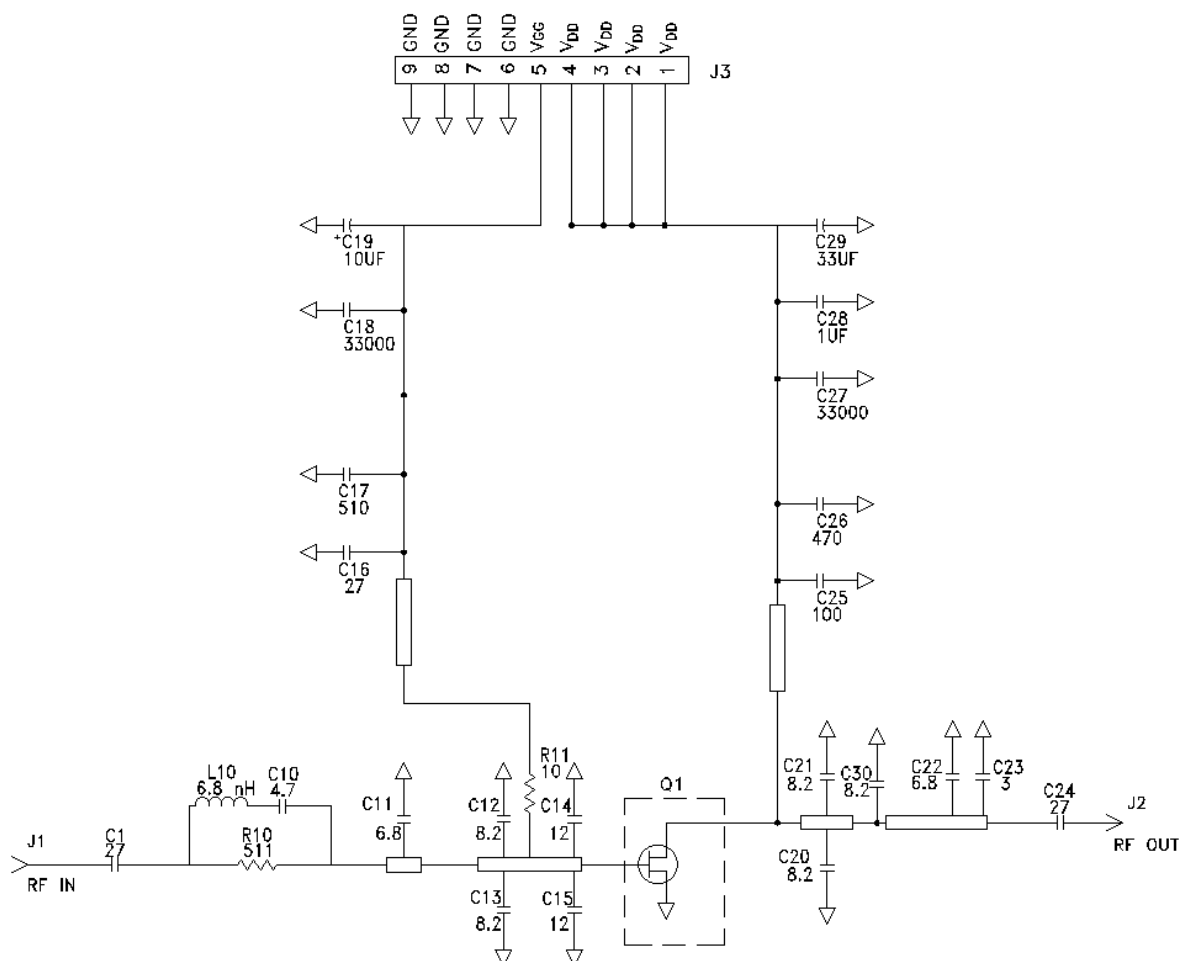 GND
GND
GND
GND
VGG
VDD
VDD
VDD
VDD
9
8
7
6
5
4
3
2
1
J3
+
C19
10UF
C29
33UF
C18
33000
C28
1UF
C27
33000
C17
510
C26
470
C16
27
C25
100
R11
10
L10
6.8 nH
C10
4.7
C11
6.8
C12
8.2
C14
12
Q1
C21
8.2
C30
8.2
C22
6.8
C23
3
C24
27
J2
RF OUT
J1
RF IN
C1
27
R10
511
C13
8.2
C15
12
C20
8.2